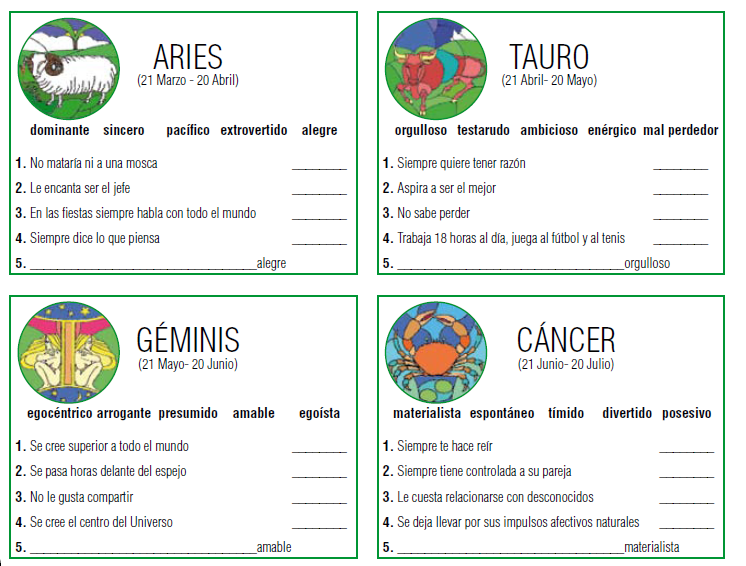 ARIES
(21 Marzo - 20 Abril)
dominante sincero pacífico extrovertido alegre
1. No mataría ni a una mosca ________
2. Le encanta ser el jefe ________
3. En las fiestas siempre habla con todo el mundo ________
4. Siempre dice lo que piensa ________
5. ________________________________alegre
TAURO
(21 Abril- 20 Mayo)
orgulloso testarudo ambicioso enérgico mal perdedor
1. Siempre quiere tener razón ________
2. Aspira a ser el mejor ________
3. No sabe perder ________
4. Trabaja 18 horas al día, juega al fútbol y al tenis ________
5. ________________________________orgulloso
GÉMINIS
(21 Mayo- 20 Junio)
egocéntrico arrogante presumido amable egoísta
1. Se cree superior a todo el mundo ________
2. Se pasa horas delante del espejo ________
3. No le gusta compartir ________
4. Se cree el centro del Universo ________
5. ________________________________amable
CÁNCER
(21 Junio- 20 Julio)
materialista espontáneo tímido divertido posesivo
1. Siempre te hace reír ________
2. Siempre tiene controlada a su pareja ________
3. Le cuesta relacionarse con desconocidos ________
4. Se deja llevar por sus impulsos afectivos naturales ________
5. ________________________________materialista